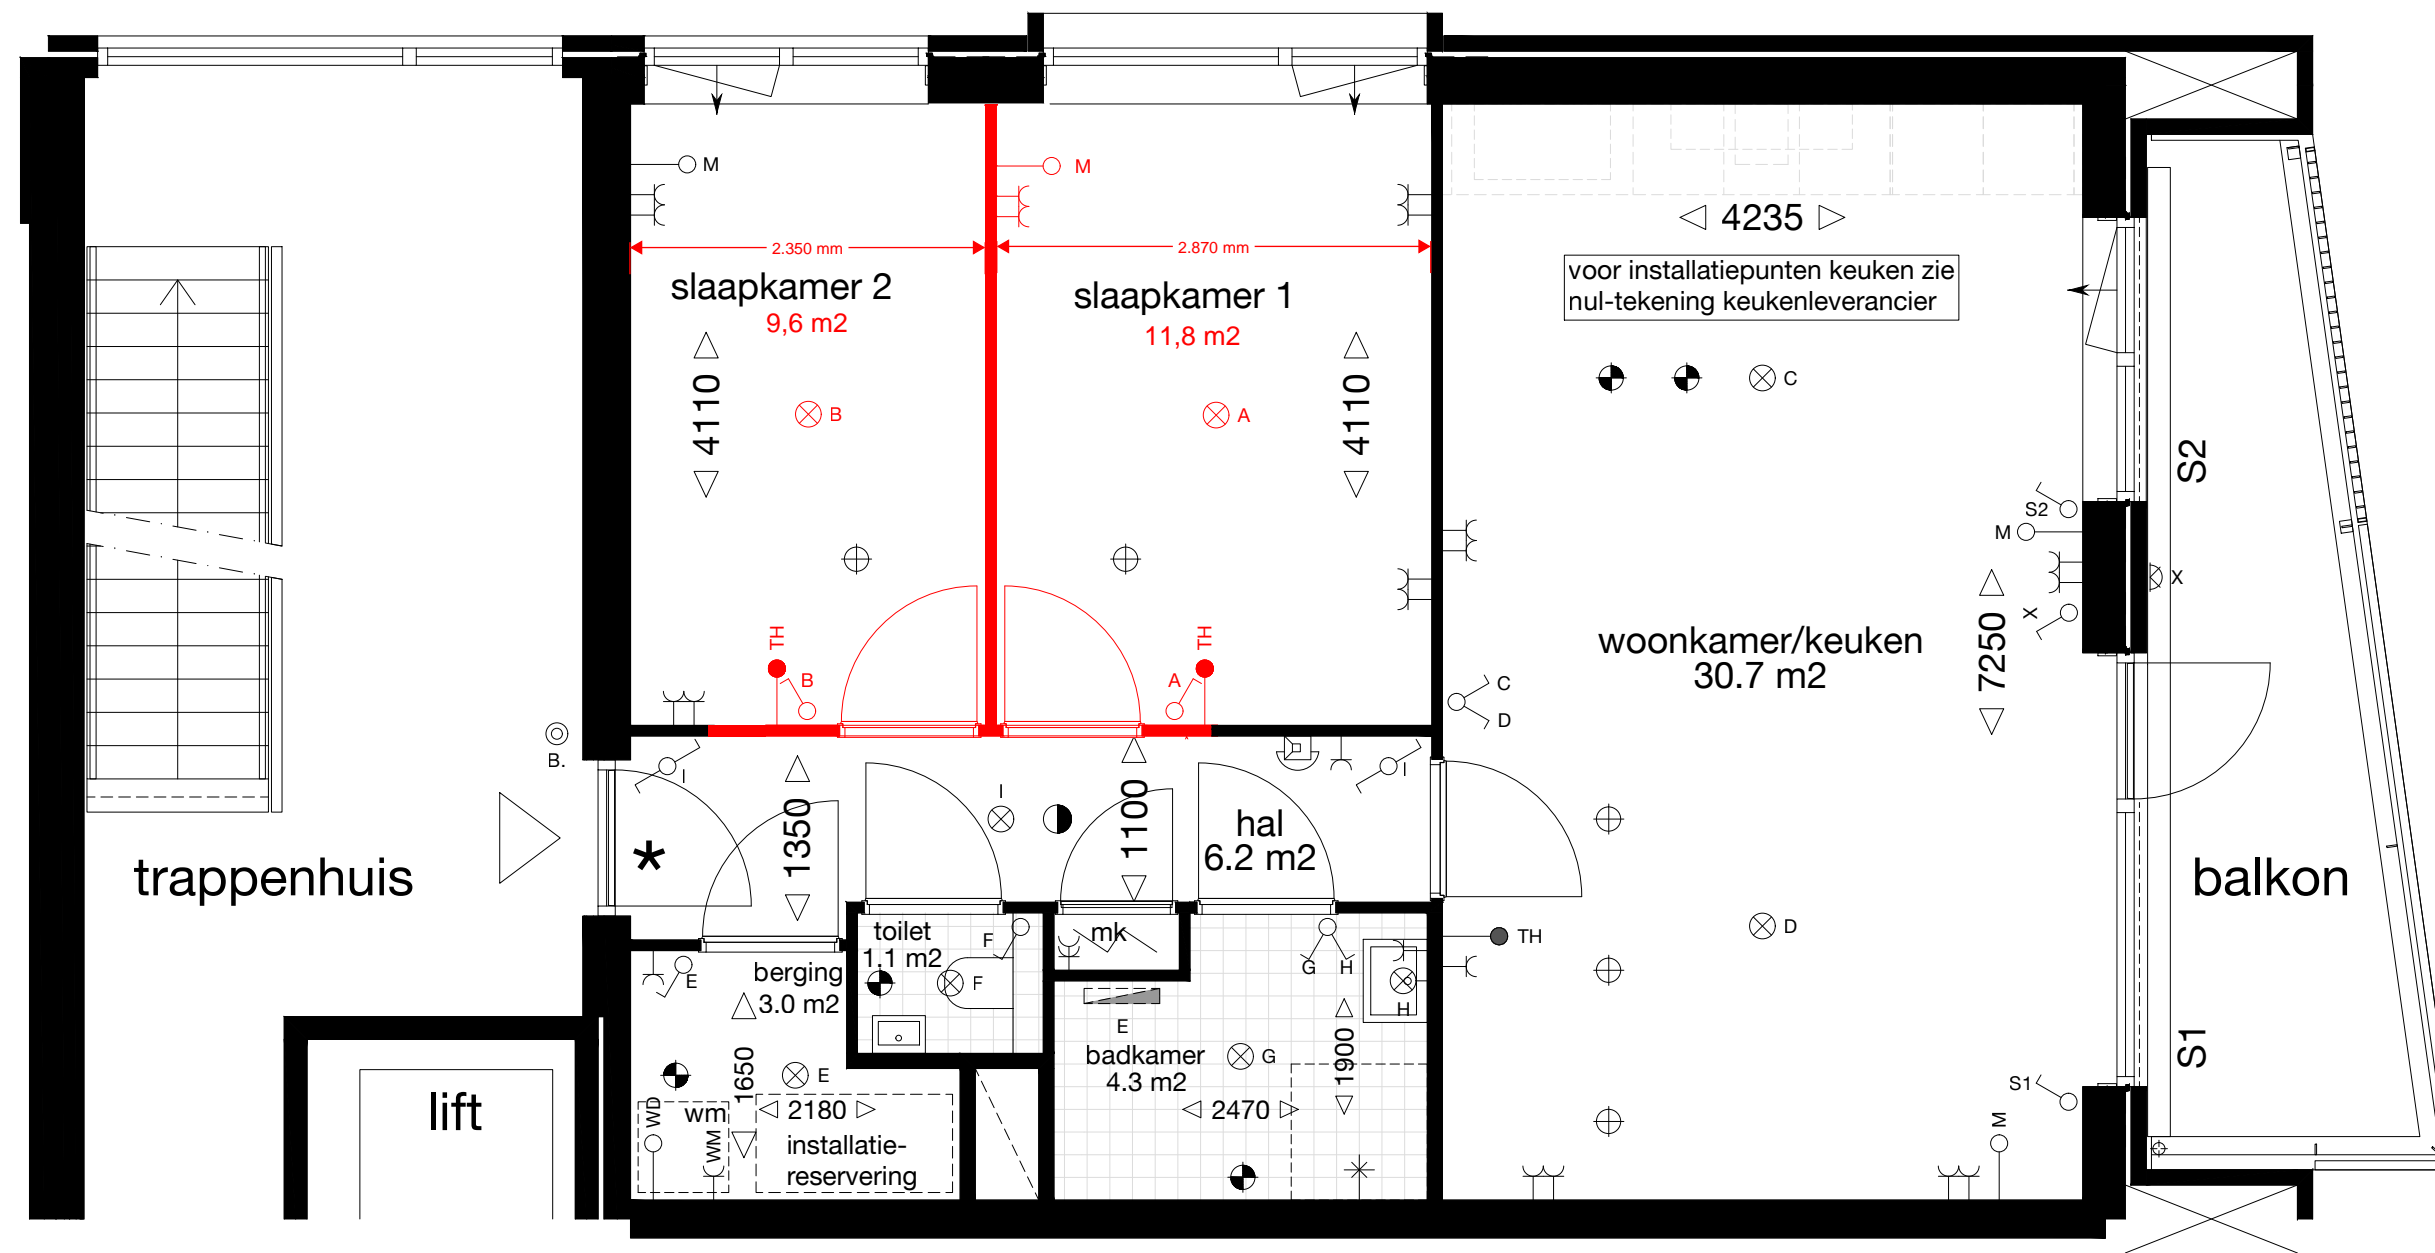 M
M
2.350 mm
2.870 mm
4235
slaapkamer 2
9,6 m2
slaapkamer 1
11,8 m2
voor installatiepunten keuken zie
nul-tekening keukenleverancier
4110
4110
B
A
C
S2
S2
M
X
X
7250
woonkamer/keuken
30.7 m2
TH
B
TH
A
C
D
B.
I
I
I
1350
1100
hal
6.2 m2
*
trappenhuis
balkon
toilet
1.1 m2
F
F
mk
G
H
H
TH
D
berging
3.0 m2
E
E
badkamer
4.3 m2
G
1900
1650
E
S1
S1
lift
WD
wm
WM
2180
2470
M
installatie-
reservering